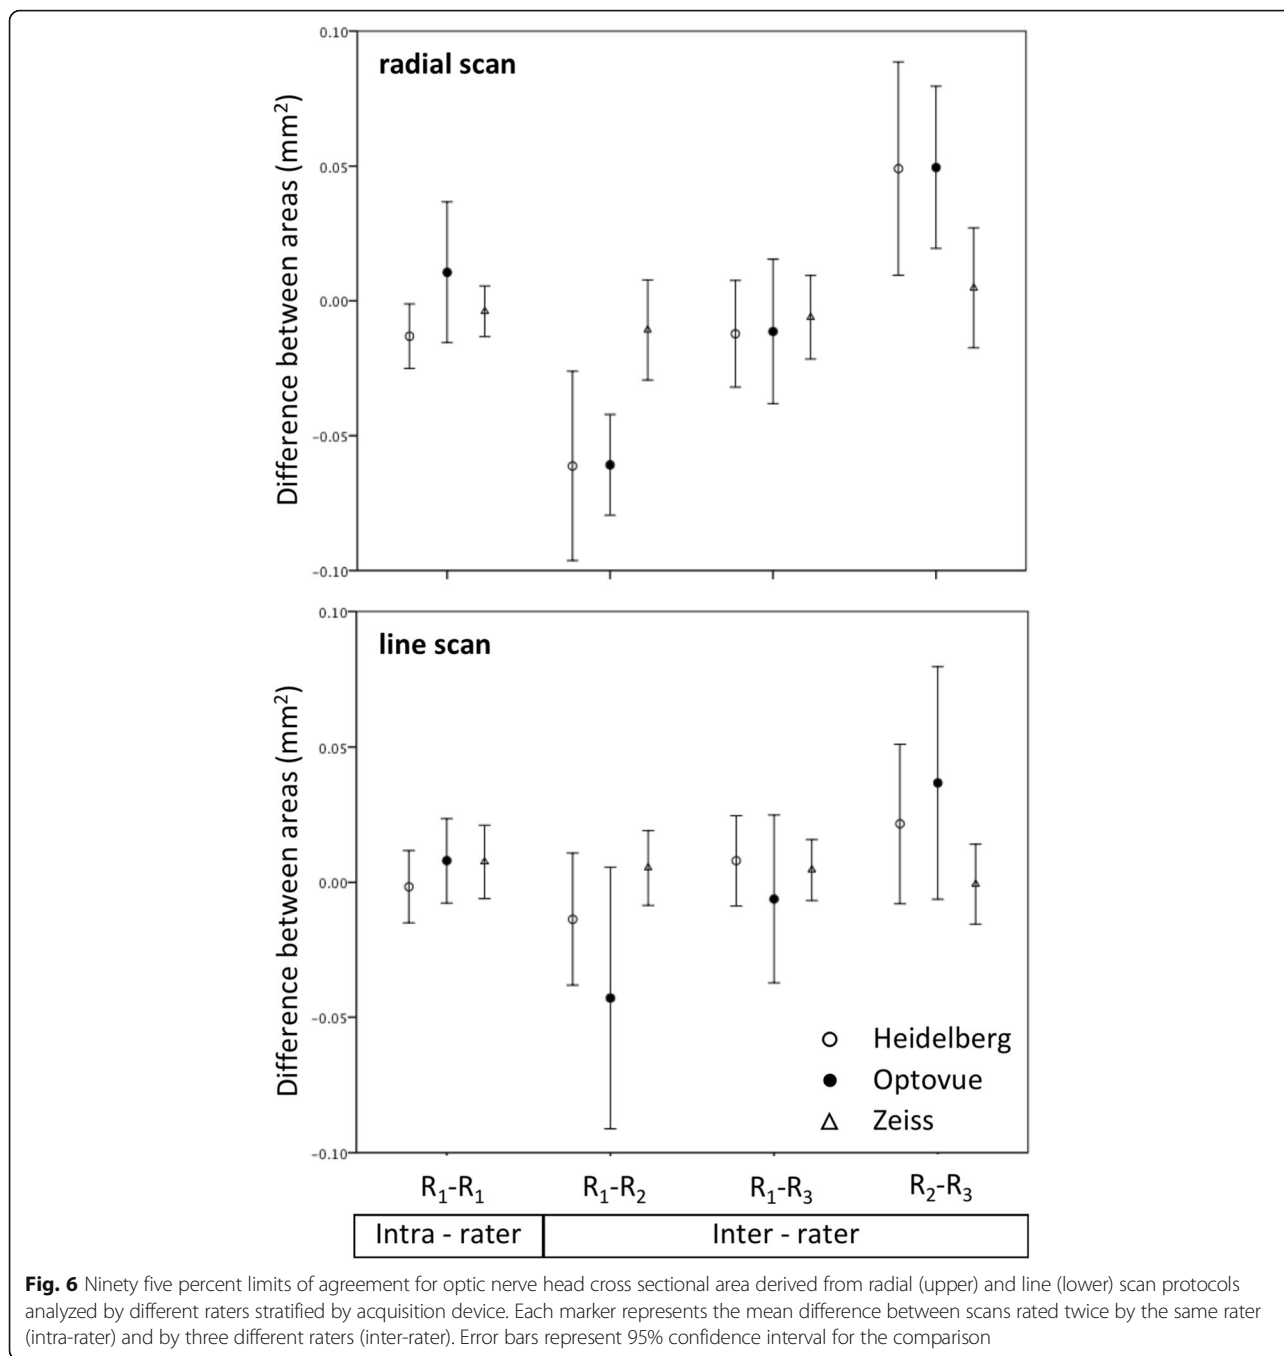 radial scan
Difference between areas (mm²)
0.10
0.05
0.00
−0.05
−0.10
line scan
Difference between areas (mm²)
0.10
0.05
0.00
−0.05
−0.10
Heidelberg
Optovue
Zeiss
R₁-R₁ R₁-R₂ R₁-R₃ R₂-R₃
Intra - rater Inter - rater
Fig. 6 Ninety five percent limits of agreement for optic nerve head cross sectional area derived from radial (upper) and line (lower) scan protocols
analyzed by different raters stratified by acquisition device. Each marker represents the mean difference between scans rated twice by the same rater
(intra-rater) and by three different raters (inter-rater). Error bars represent 95% confidence interval for the comparison